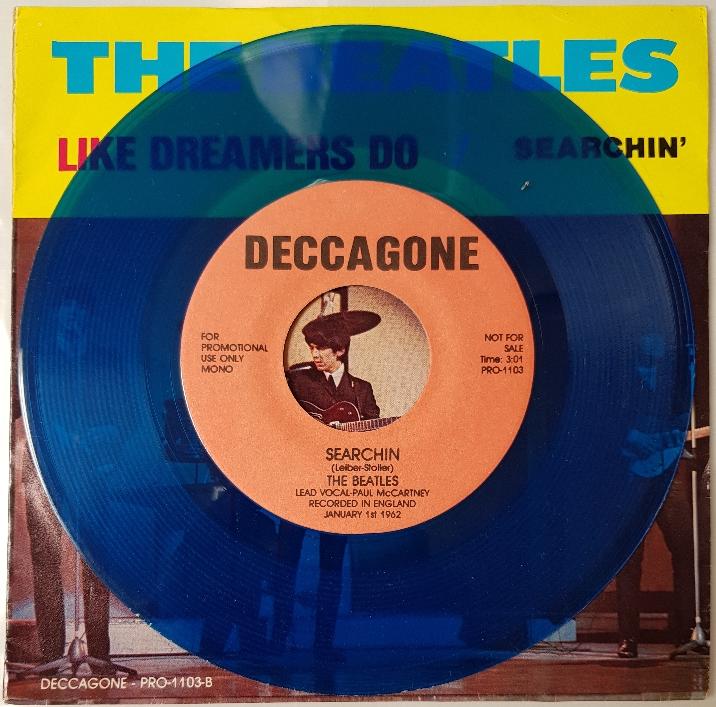 THE BEATLES
LIKE DREAMERS DO / SEARCHIN'
DECCAGONE
FOR
PROMOTIONAL
USE ONLY
MONO
NOT FOR
SALE
Time: 3:01
PRO-1103
SEARCHIN
(Leiber-Stoller)
THE BEATLES
LEAD VOCAL-PAUL McCARTNEY
RECORDED IN ENGLAND
JANUARY 1st 1962
DECCAGONE - PRO-1103-B